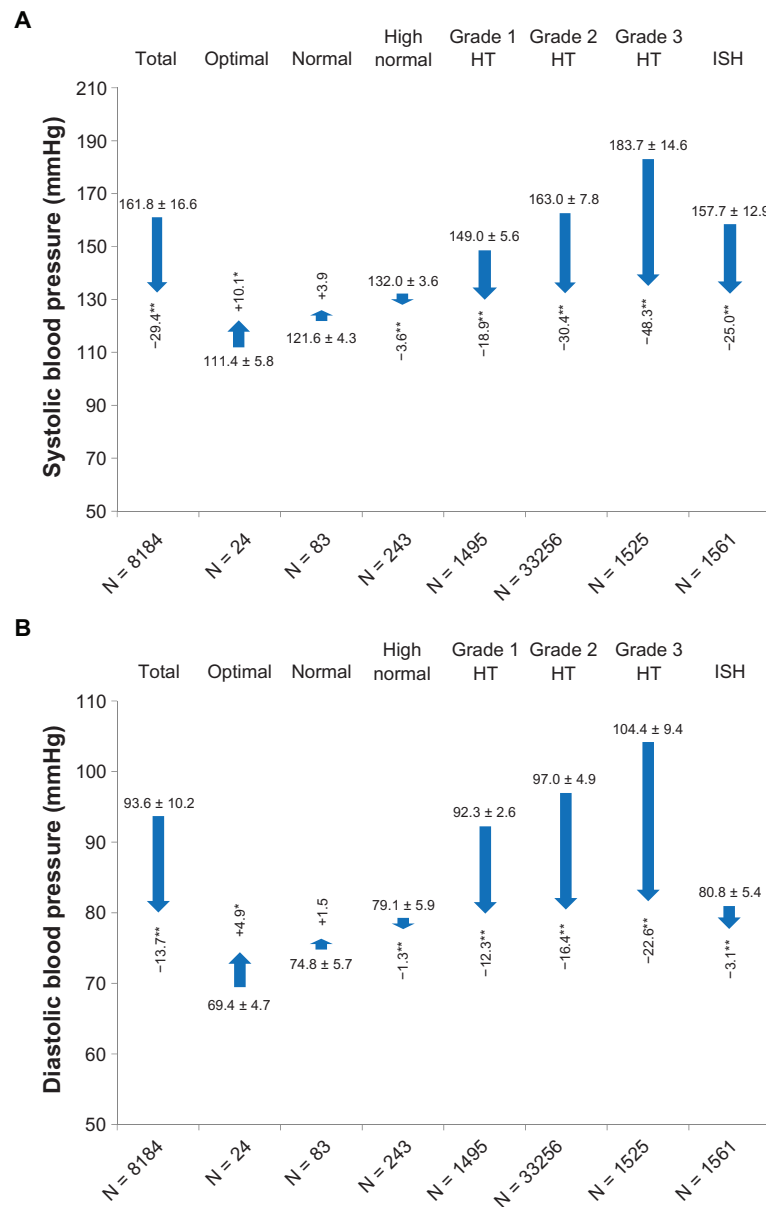 A
Total Optimal Normal High normal Grade 1 HT Grade 2 HT Grade 3 HT ISH
Systolic blood pressure (mmHg)
210
190
170
150
130
110
90
70
50
161.8 ± 16.6
−29.4**
+10.1*
111.4 ± 5.8
+3.9
121.6 ± 4.3
132.0 ± 3.6
−3.6**
149.0 ± 5.6
−18.9**
163.0 ± 7.8
−30.4**
183.7 ± 14.6
−48.3**
157.7 ± 12.9
−25.0**
N = 8184
N = 24
N = 83
N = 243
N = 1495
N = 33256
N = 1525
N = 1561
B
Total Optimal Normal High normal Grade 1 HT Grade 2 HT Grade 3 HT ISH
Diastolic blood pressure (mmHg)
110
100
90
80
70
60
50
93.6 ± 10.2
−13.7**
+4.9*
69.4 ± 4.7
+1.5
74.8 ± 5.7
79.1 ± 5.9
−1.3**
92.3 ± 2.6
−12.3**
97.0 ± 4.9
−16.4**
104.4 ± 9.4
−22.6**
80.8 ± 5.4
−3.1**
N = 8184
N = 24
N = 83
N = 243
N = 1495
N = 33256
N = 1525
N = 1561